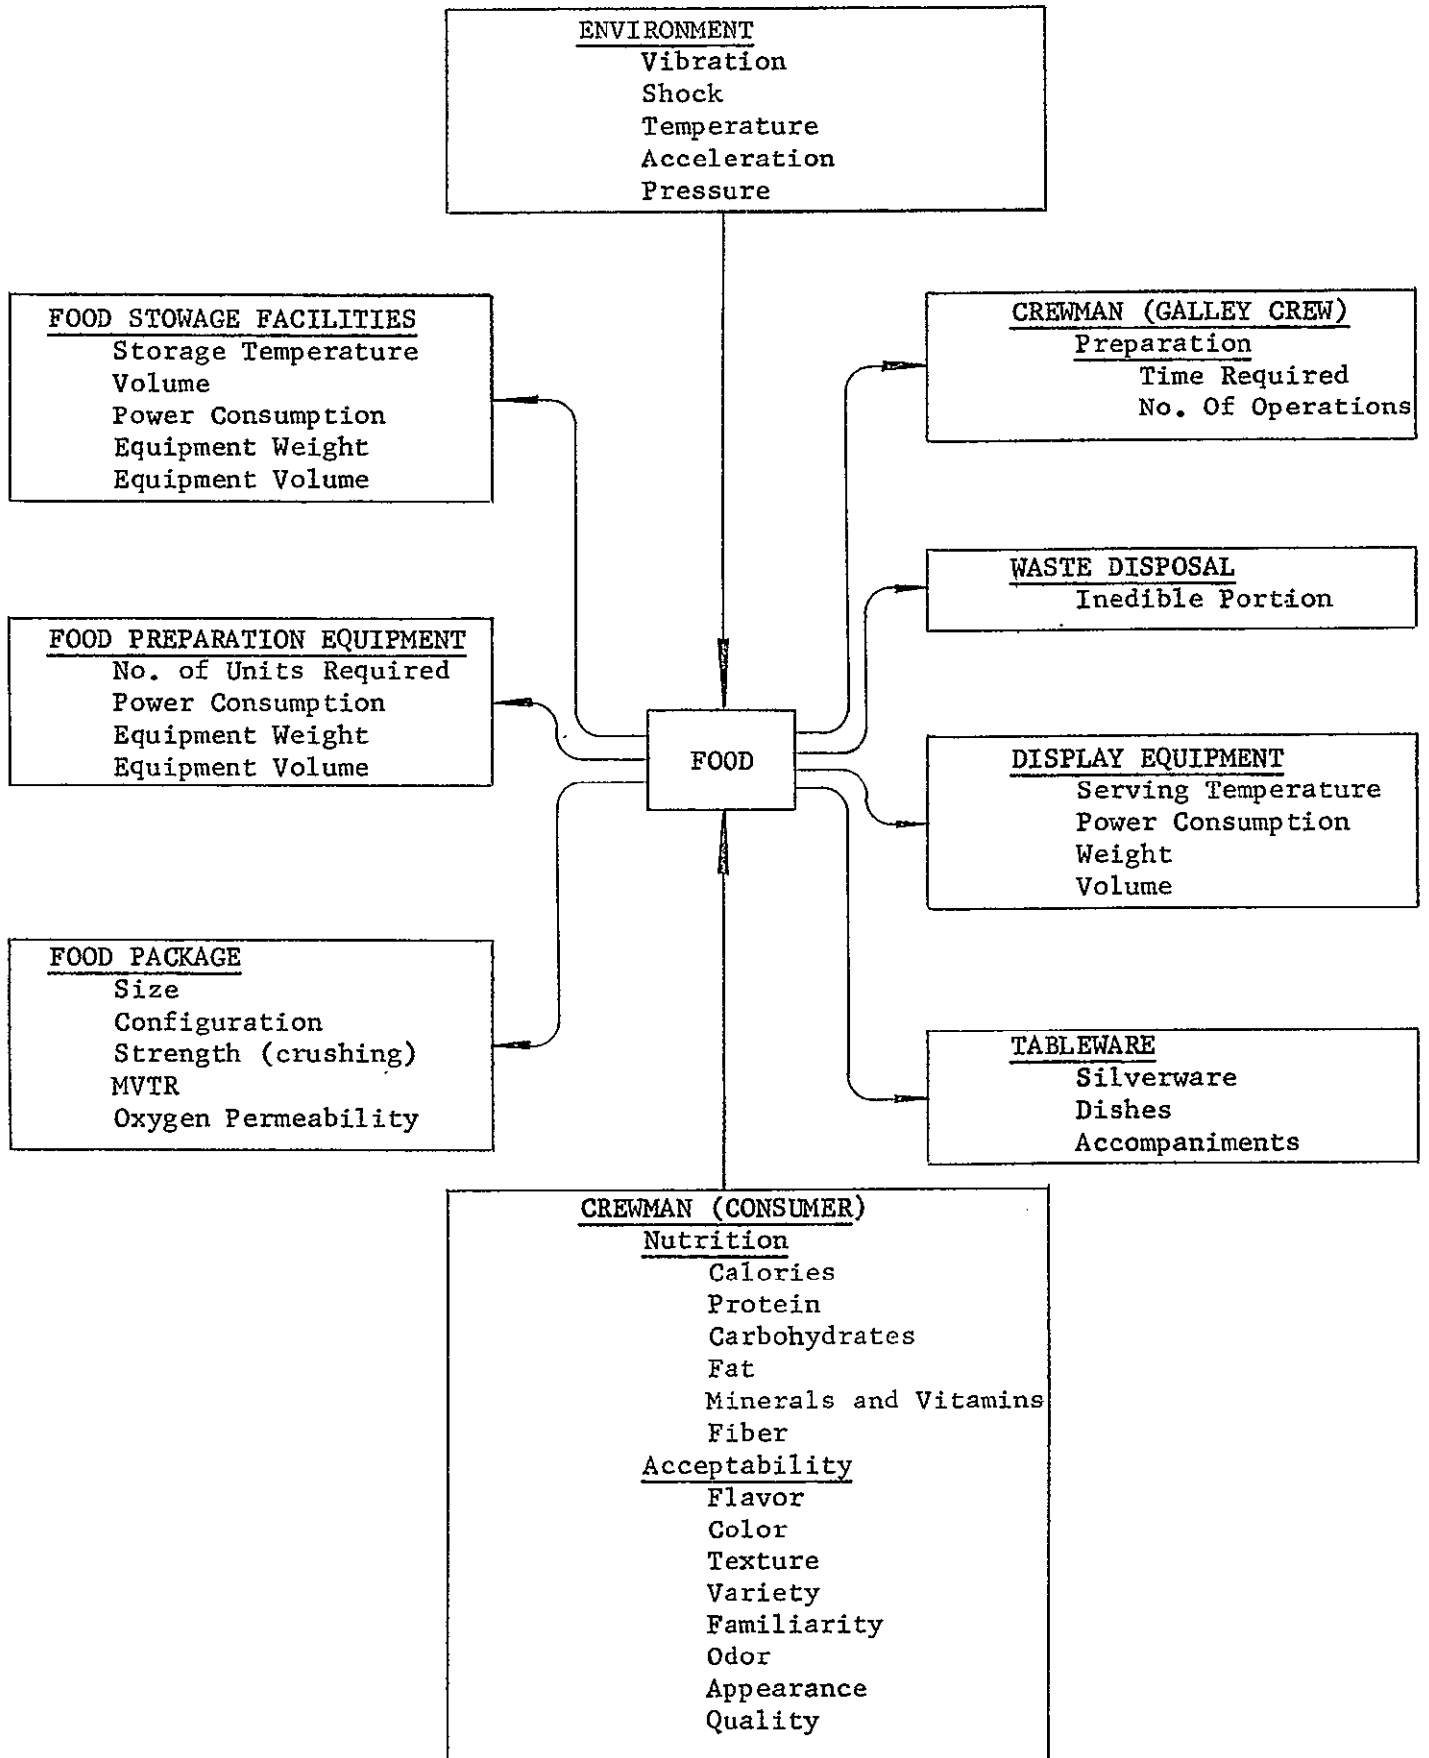 ENVIRONMENT
Vibration
Shock
Temperature
Acceleration
Pressure
FOOD STOWAGE FACILITIES
Storage Temperature
Volume
Power Consumption
Equipment Weight
Equipment Volume
CREWMAN (GALLEY CREW)
Preparation
Time Required
No. Of Operations
WASTE DISPOSAL
Inedible Portion
FOOD PREPARATION EQUIPMENT
No. of Units Required
Power Consumption
Equipment Weight
Equipment Volume
FOOD
DISPLAY EQUIPMENT
Serving Temperature
Power Consumption
Weight
Volume
FOOD PACKAGE
Size
Configuration
Strength (crushing)
MVTR
Oxygen Permeability
TABLEWARE
Silverware
Dishes
Accompaniments
CREWMAN (CONSUMER)
Nutrition
Calories
Protein
Carbohydrates
Fat
Minerals and Vitamins
Fiber
Acceptability
Flavor
Color
Texture
Variety
Familiarity
Odor
Appearance
Quality